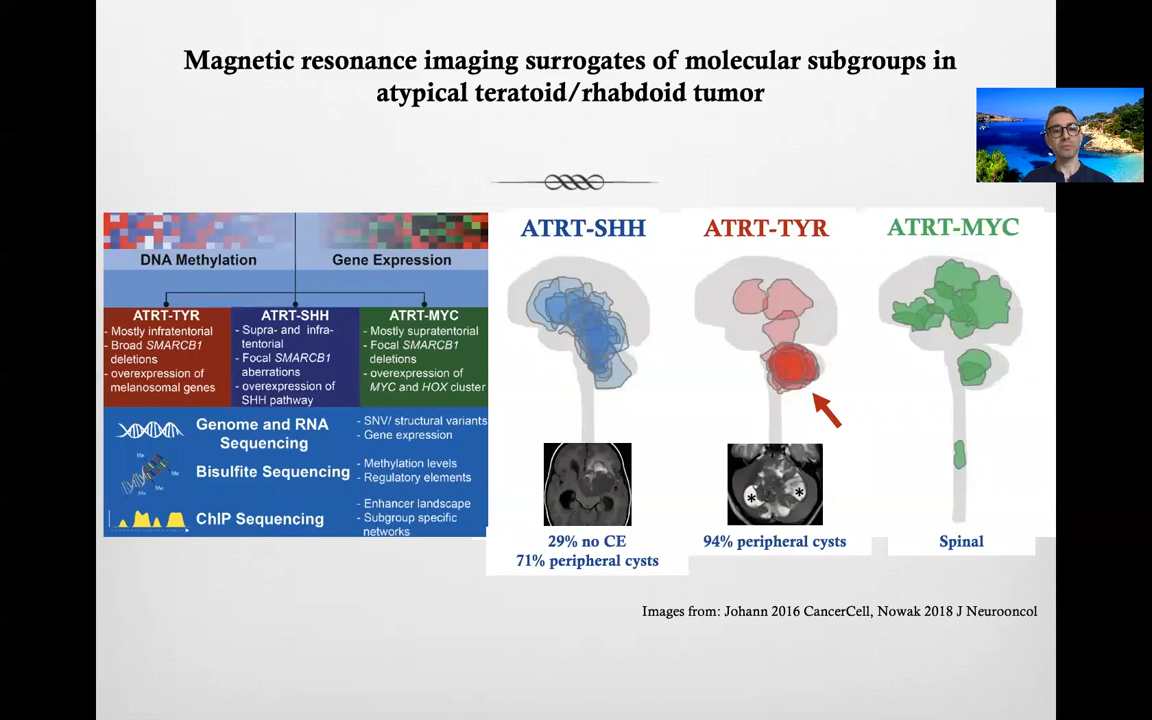 Magnetic resonance imaging surrogates of molecular subgroups in
atypical teratoid/rhabdoid tumor
DNA Methylation
Gene Expression
ATRT-TYR
- Mostly infratentorial
- Broad SMARCB1
deletions
- overexpression of
melanosomal genes
ATRT-SHH
- Supra- and infra-
tentorial
- Focal SMARCB1
aberrations
- overexpression of
SHH pathway
ATRT-MYC
- Mostly supratentorial
- Focal SMARCB1
deletions
- overexpression of
MYC and HOX cluster
Genome and RNA
Sequencing
- SNV/ structural variants
- Gene expression
Me
Me
Me
Me
Bisulfite Sequencing
- Methylation levels
- Regulatory elements
ChIP Sequencing
- Enhancer landscape
- Subgroup specific
networks
ATRT-SHH
29% no CE
71% peripheral cysts
ATRT-TYR
* *
94% peripheral cysts
ATRT-MYC
Spinal
Images from: Johann 2016 CancerCell, Nowak 2018 J Neurooncol